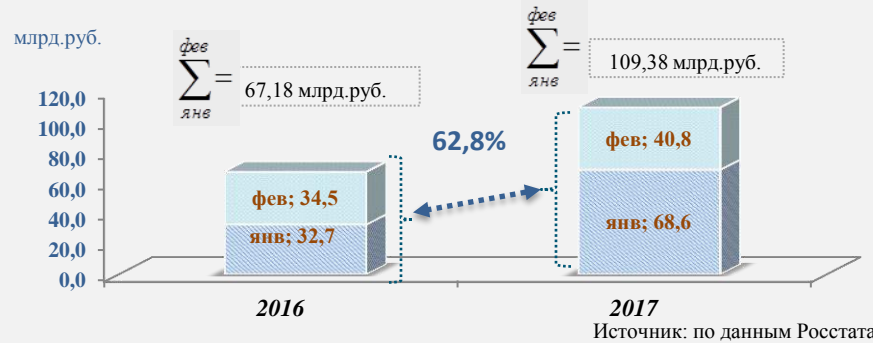 млрд.руб.
фев
∑ =
янв
67,18 млрд.руб.
фев
∑ =
янв
109,38 млрд.руб.
120,0
100,0
80,0
60,0
40,0
20,0
0,0
62,8%
фев; 34,5
янв; 32,7
фев; 40,8
янв; 68,6
2016
2017
Источник: по данным Росстата